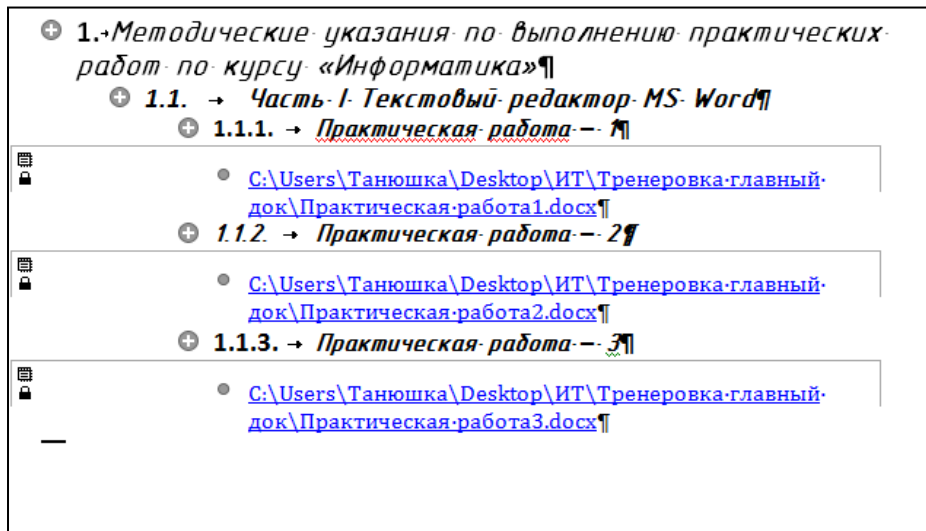 1. Методические указания по выполнению практических
работ по курсу «Информатика»¶
1.1. → Часть I Текстовый редактор MS Word¶
1.1.1. → Практическая работа – 1¶
C:\Users\Танюшка\Desktop\ИТ\Тренеровка·главный·
док\Практическая·работа1.docx¶
1.1.2. → Практическая работа – 2¶
C:\Users\Танюшка\Desktop\ИТ\Тренеровка·главный·
док\Практическая·работа2.docx¶
1.1.3. → Практическая работа – 3¶
C:\Users\Танюшка\Desktop\ИТ\Тренеровка·главный·
док\Практическая·работа3.docx¶